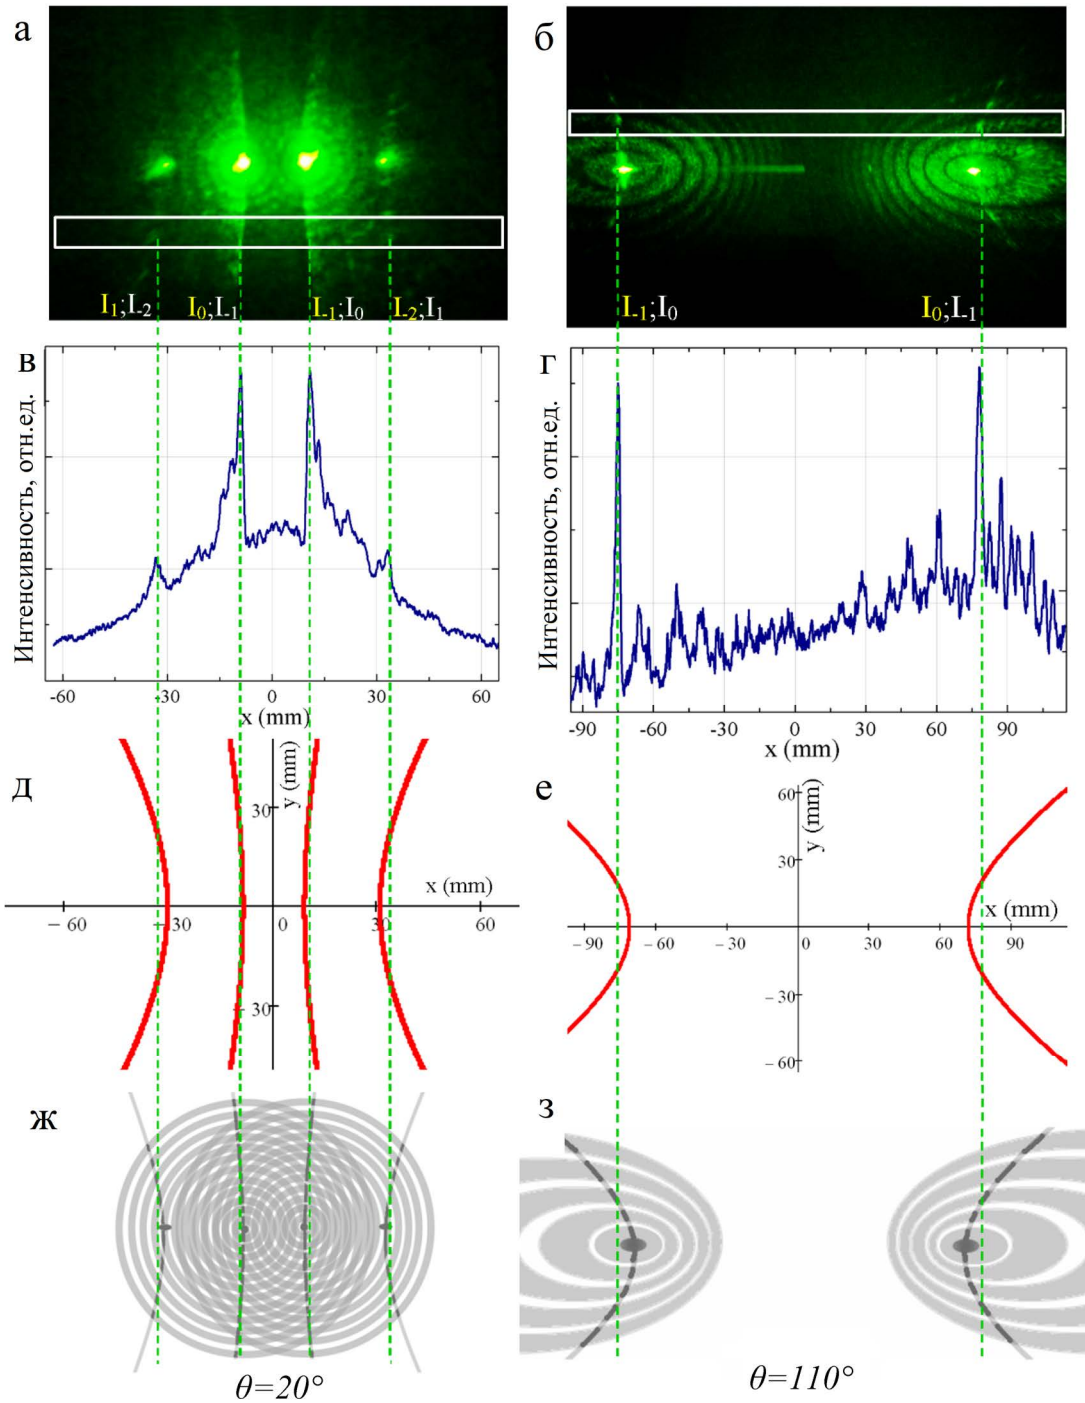 а
I₁;I₋₂
I₀;I₋₁
I₋₁;I₀
I₋₂;I₁
б
I₋₁;I₀
I₀;I₋₁
в
Интенсивность, отн.ед.
-60
-30
0
30
60
x (mm)
г
Интенсивность, отн.ед.
-90
-60
-30
0
30
60
90
x (mm)
д
y (mm)
30
x (mm)
−60
−30
0
30
60
30
е
y (mm)
60
30
x (mm)
−90
−60
−30
0
30
60
90
−30
−60
ж
θ=20°
з
θ=110°